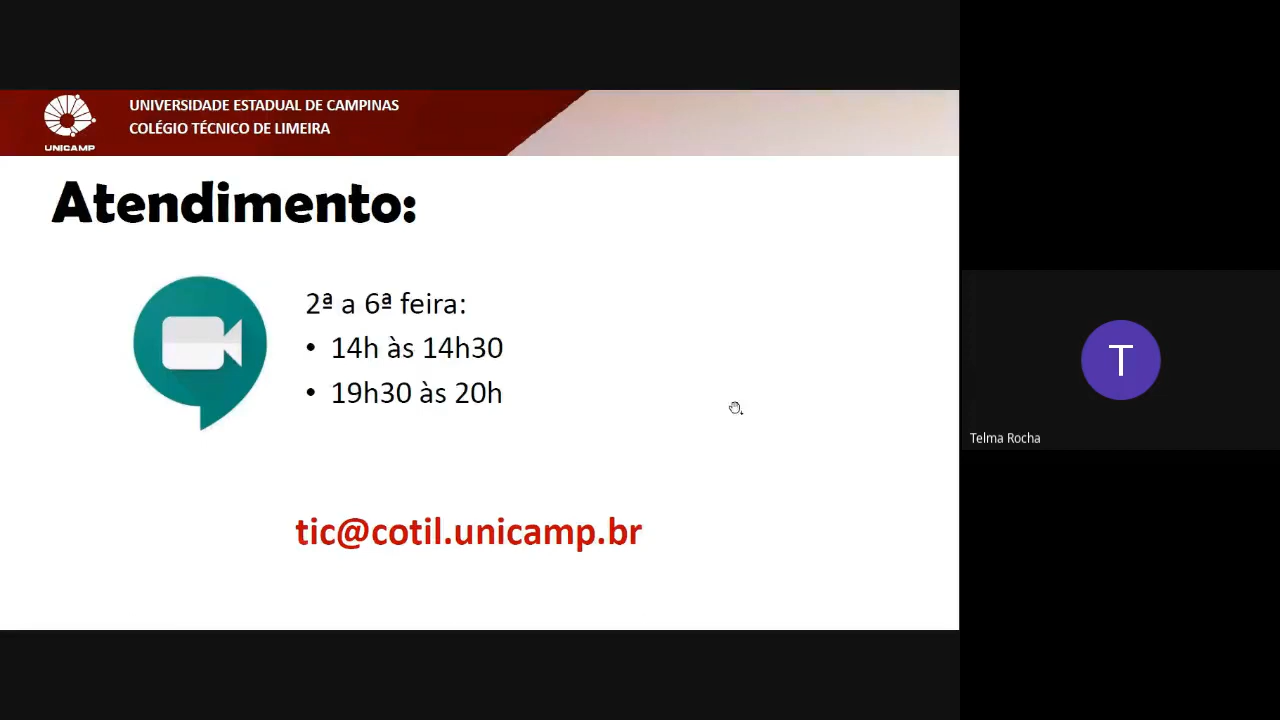 UNIVERSIDADE ESTADUAL DE CAMPINAS
COLÉGIO TÉCNICO DE LIMEIRA
UNICAMP
Atendimento:
2ª a 6ª feira:
• 14h às 14h30
• 19h30 às 20h
tic@cotil.unicamp.br
T
Telma Rocha